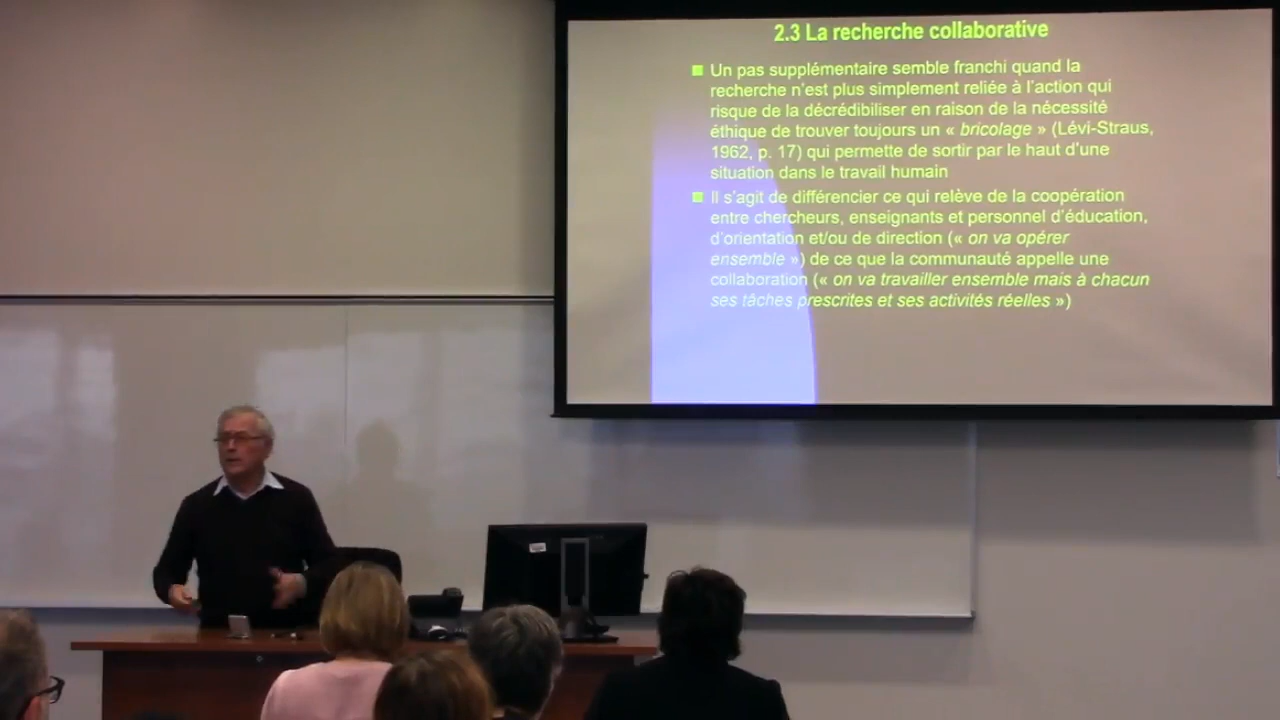 2.3 La recherche collaborative
Un pas supplémentaire semble franchi quand la
recherche n'est plus simplement reliée à l'action qui
risque de la décrédibiliser en raison de la nécessité
éthique de trouver toujours un « bricolage » (Lévi-Straus,
1962, p. 17) qui permette de sortir par le haut d'une
situation dans le travail humain
Il s'agit de différencier ce qui relève de la coopération
entre chercheurs, enseignants et personnel d'éducation,
d'orientation et/ou de direction (« on va opérer
ensemble ») de ce que la communauté appelle une
collaboration (« on va travailler ensemble mais à chacun
ses tâches prescrites et ses activités réelles »)